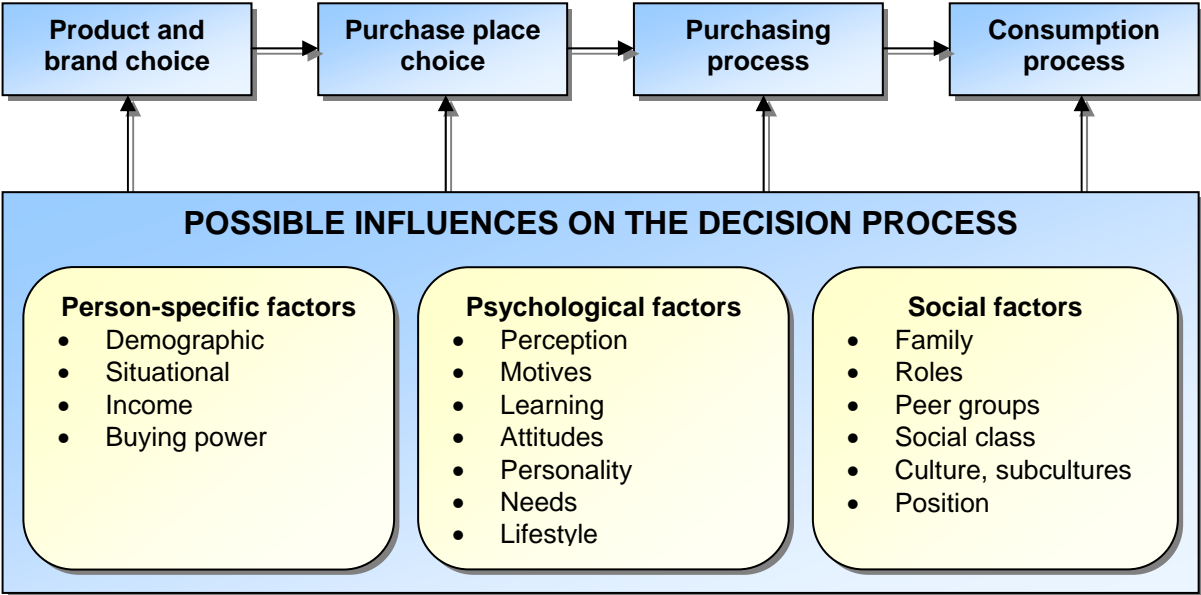 Product and
brand choice
Purchase place
choice
Purchasing
process
Consumption
process
POSSIBLE INFLUENCES ON THE DECISION PROCESS
Person-specific factors
• Demographic
• Situational
• Income
• Buying power
Psychological factors
• Perception
• Motives
• Learning
• Attitudes
• Personality
• Needs
• Lifestyle
Social factors
• Family
• Roles
• Peer groups
• Social class
• Culture, subcultures
• Position